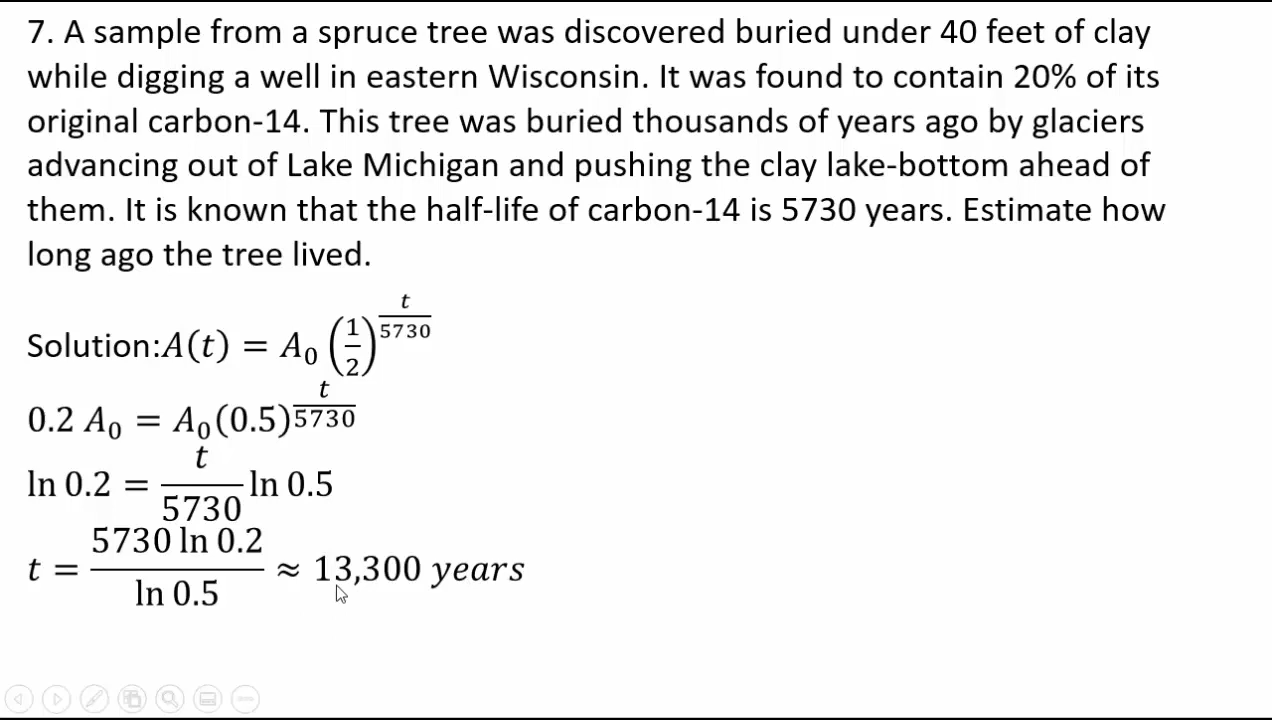 7. A sample from a spruce tree was discovered buried under 40 feet of clay
while digging a well in eastern Wisconsin. It was found to contain 20% of its
original carbon-14. This tree was buried thousands of years ago by glaciers
advancing out of Lake Michigan and pushing the clay lake-bottom ahead of
them. It is known that the half-life of carbon-14 is 5730 years. Estimate how
long ago the tree lived.
Solution:A(t) = A₀ (1/2)^(t/5730)
0.2 A₀ = A₀(0.5)^(t/5730)
ln 0.2 = t/5730 ln 0.5
t = 5730 ln 0.2 / ln 0.5 ≈ 13,300 years